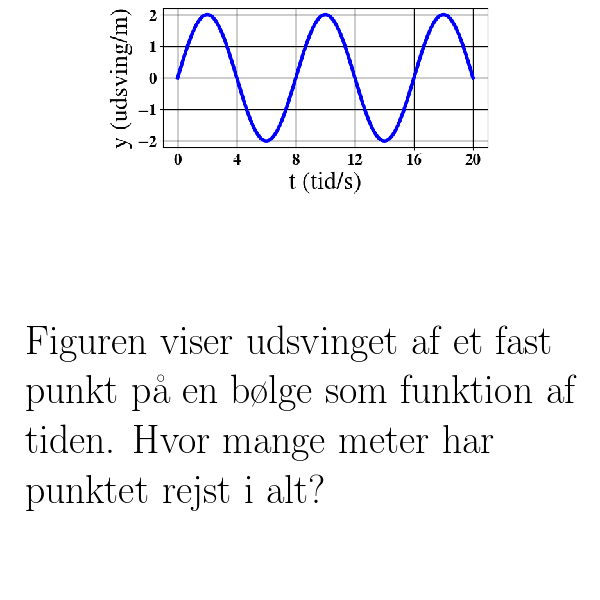 2
1
0
−1
−2
y (udsving/m)
0 4 8 12 16 20
t (tid/s)
Figuren viser udsvinget af et fast
punkt på en bølge som funktion af
tiden. Hvor mange meter har
punktet rejst i alt?